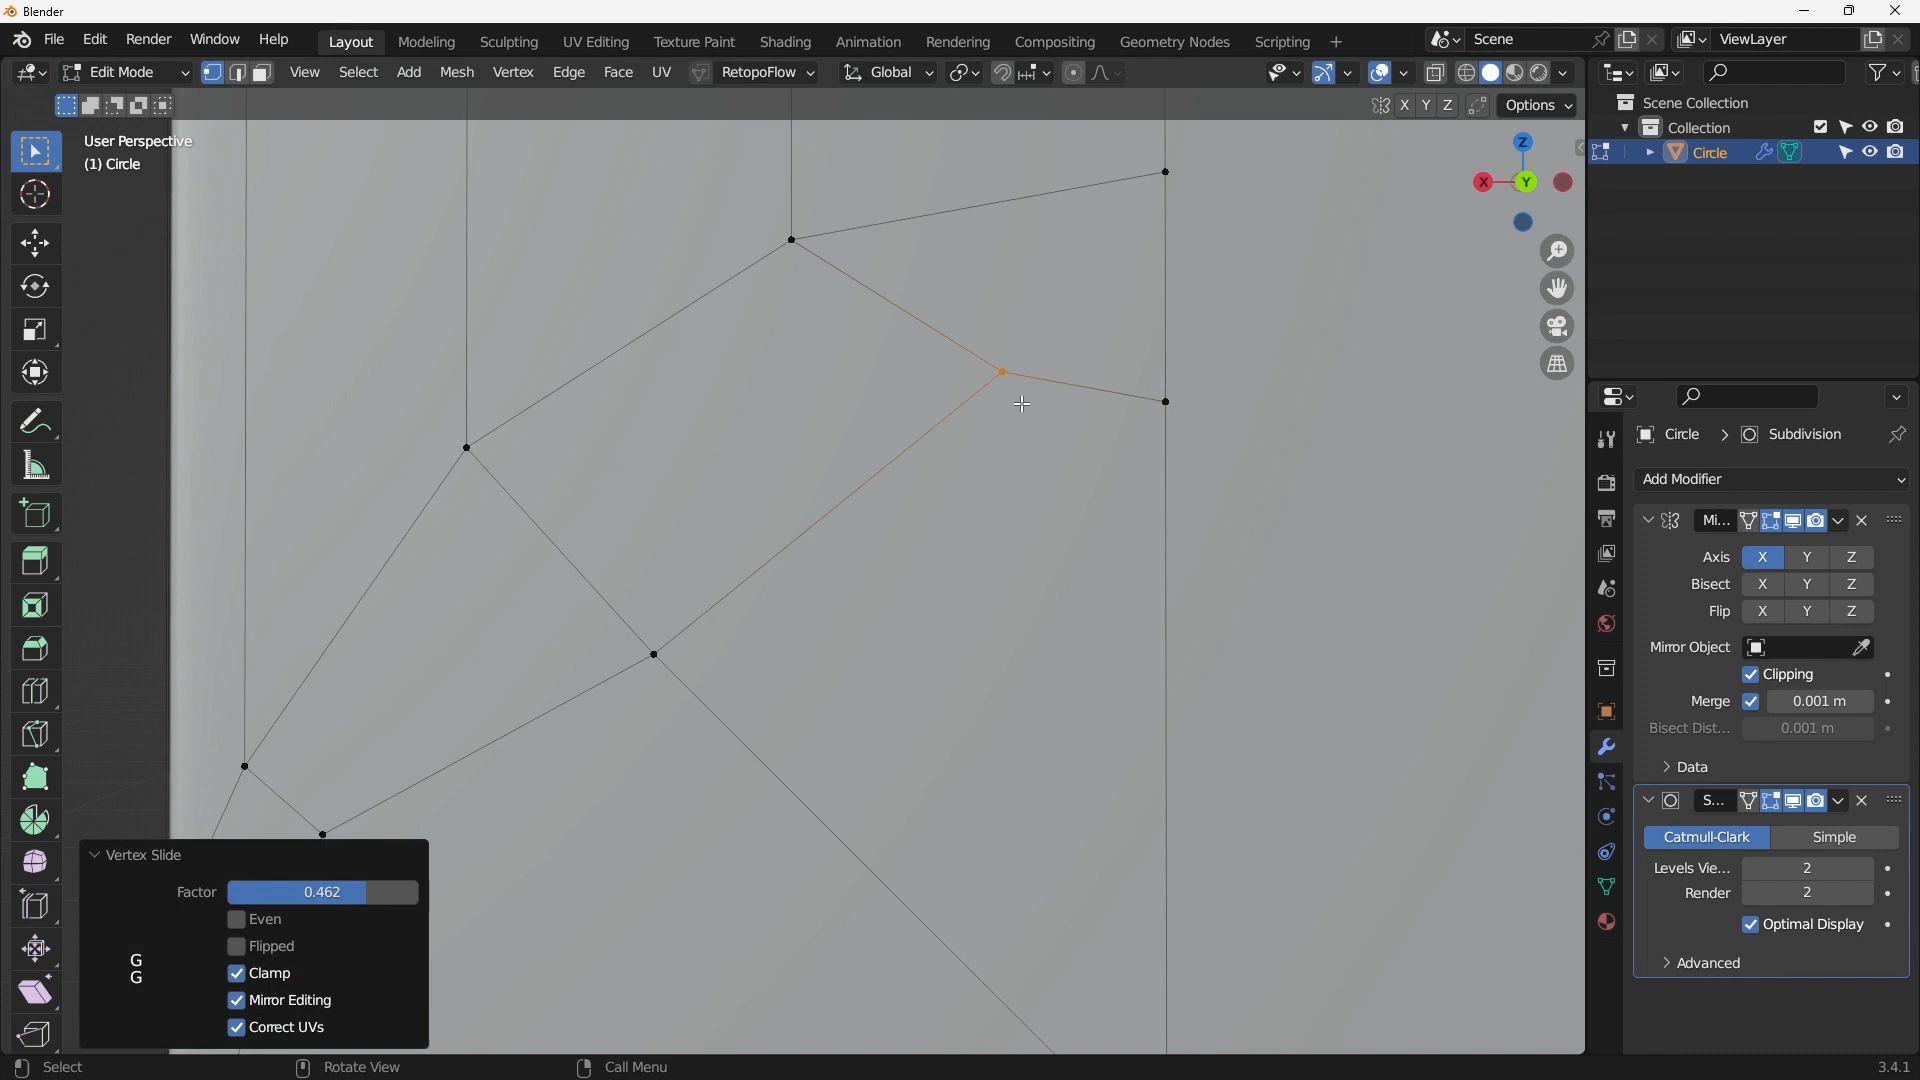 Blender
File Edit Render Window Help Layout Modeling Sculpting UV Editing Texture Paint Shading Animation Rendering Compositing Geometry Nodes Scripting + Scene ViewLayer
Edit Mode View Select Add Mesh Vertex Edge Face UV RetopoFlow Global
X Y Z Options
User Perspective
(1) Circle
Z
X Y
Scene Collection
Collection
Circle
Circle > Subdivision
Add Modifier
Mi...
Axis X Y Z
Bisect X Y Z
Flip X Y Z
Mirror Object
Clipping
Merge 0.001 m
Bisect Dist... 0.001 m
Data
S...
Catmull-Clark Simple
Levels Vie... 2
Render 2
Optimal Display
Advanced
Vertex Slide
Factor 0.462
Even
Flipped
Clamp
Mirror Editing
Correct UVs
G
G
Select Rotate View Call Menu 3.4.1